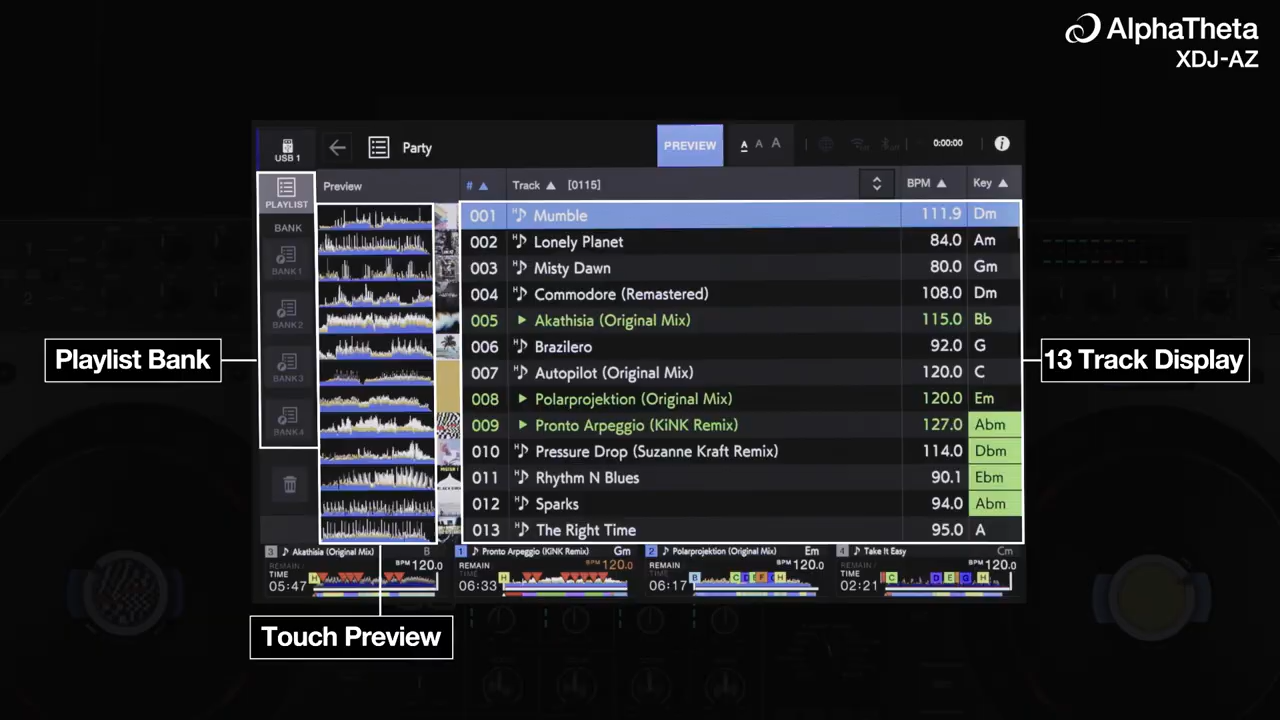 AlphaTheta
XDJ-AZ
USB 1
Party
PREVIEW
A A A
0:00:00
PLAYLIST
Preview
# Track [0115] BPM Key
BANK
001 Mumble 111.9 Dm
002 Lonely Planet 84.0 Am
BANK1
003 Misty Dawn 80.0 Gm
004 Commodore (Remastered) 108.0 Dm
BANK2
005 Akathisia (Original Mix) 115.0 Bb
006 Brazilero 92.0 G
Playlist Bank
13 Track Display
BANK3
007 Autopilot (Original Mix) 120.0 C
008 Polarprojektion (Original Mix) 120.0 Em
BANK4
009 Pronto Arpeggio (KiNK Remix) 127.0 Abm
010 Pressure Drop (Suzanne Kraft Remix) 114.0 Dbm
011 Rhythm N Blues 90.1 Ebm
012 Sparks 94.0 Abm
013 The Right Time 95.0 A
3 Akathisia (Original Mix) B
REMAIN
TIME
05:47
BPM 120.0
1 Pronto Arpeggio (KiNK Remix) Gm
REMAIN
TIME
06:33
BPM 120.0
2 Polarprojektion (Original Mix) Em
REMAIN
TIME
06:17
BPM 120.0
4 Take It Easy Cm
REMAIN
TIME
02:21
BPM 120.0
Touch Preview